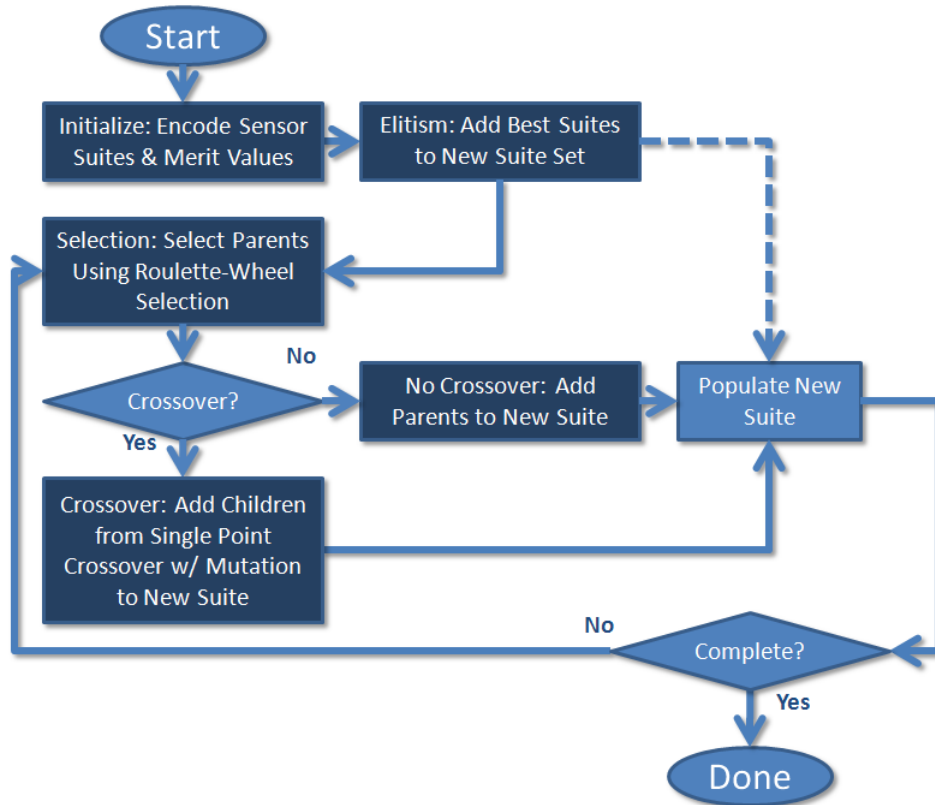 Start
Initialize: Encode Sensor
Suites & Merit Values
Elitism: Add Best Suites
to New Suite Set
Selection: Select Parents
Using Roulette-Wheel
Selection
No
Crossover?
No Crossover: Add
Parents to New Suite
Populate New
Suite
Yes
Crossover: Add Children
from Single Point
Crossover w/ Mutation
to New Suite
No
Complete?
Yes
Done